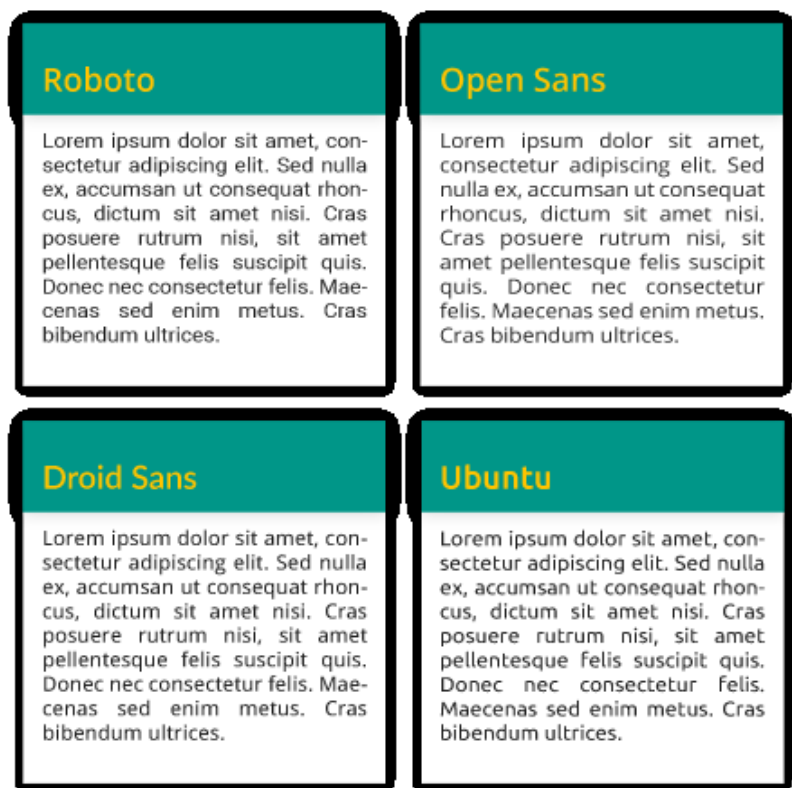 Roboto
Lorem ipsum dolor sit amet, con-
sectetur adipiscing elit. Sed nulla
ex, accumsan ut consequat rhon-
cus, dictum sit amet nisi. Cras
posuere rutrum nisi, sit amet
pellentesque felis suscipit quis.
Donec nec consectetur felis. Mae-
cenas sed enim metus. Cras
bibendum ultrices.
Open Sans
Lorem ipsum dolor sit amet,
consectetur adipiscing elit. Sed
nulla ex, accumsan ut consequat
rhoncus, dictum sit amet nisi.
Cras posuere rutrum nisi, sit
amet pellentesque felis suscipit
quis. Donec nec consectetur
felis. Maecenas sed enim metus.
Cras bibendum ultrices.
Droid Sans
Lorem ipsum dolor sit amet, con-
sectetur adipiscing elit. Sed nulla
ex, accumsan ut consequat rhon-
cus, dictum sit amet nisi. Cras
posuere rutrum nisi, sit amet
pellentesque felis suscipit quis.
Donec nec consectetur felis. Mae-
cenas sed enim metus. Cras
bibendum ultrices.
Ubuntu
Lorem ipsum dolor sit amet, con-
sectetur adipiscing elit. Sed nulla
ex, accumsan ut consequat rhon-
cus, dictum sit amet nisi. Cras
posuere rutrum nisi, sit amet
pellentesque felis suscipit quis.
Donec nec consectetur felis.
Maecenas sed enim metus. Cras
bibendum ultrices.